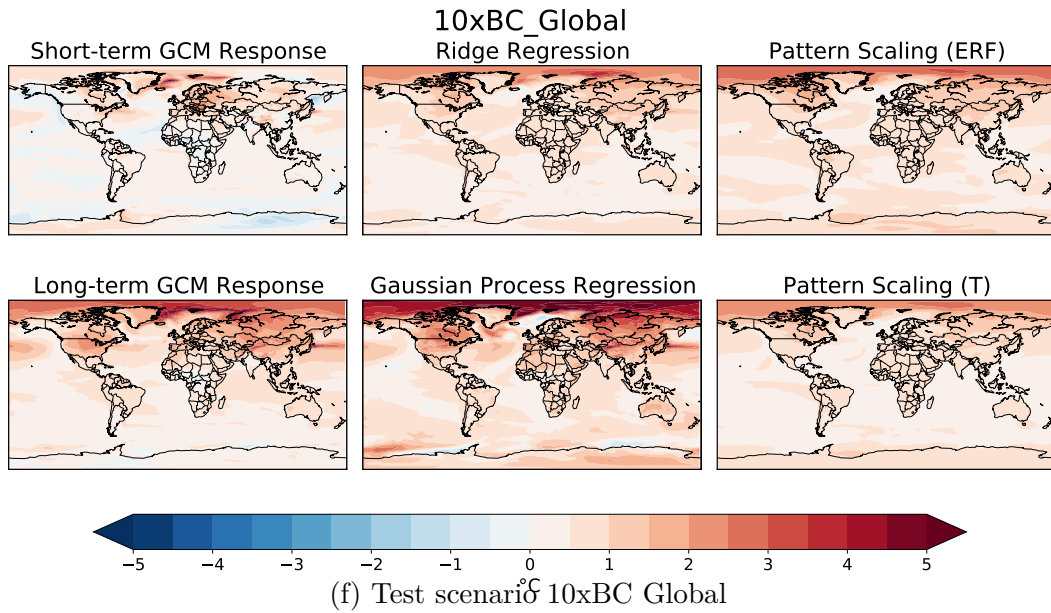 10xBC_Global
Short-term GCM Response
Ridge Regression
Pattern Scaling (ERF)
Long-term GCM Response
Gaussian Process Regression
Pattern Scaling (T)
−5 −4 −3 −2 −1 0 1 2 3 4 5
°C
(f) Test scenario 10xBC Global